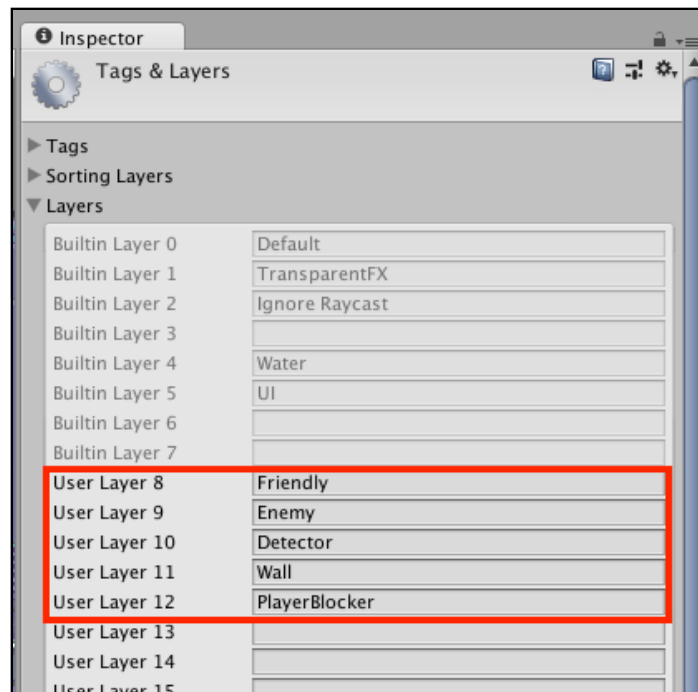 Inspector
Tags & Layers
Tags
Sorting Layers
Layers
Builtin Layer 0 Default
Builtin Layer 1 TransparentFX
Builtin Layer 2 Ignore Raycast
Builtin Layer 3
Builtin Layer 4 Water
Builtin Layer 5 UI
Builtin Layer 6
Builtin Layer 7
User Layer 8 Friendly
User Layer 9 Enemy
User Layer 10 Detector
User Layer 11 Wall
User Layer 12 PlayerBlocker
User Layer 13
User Layer 14
User Layer 15